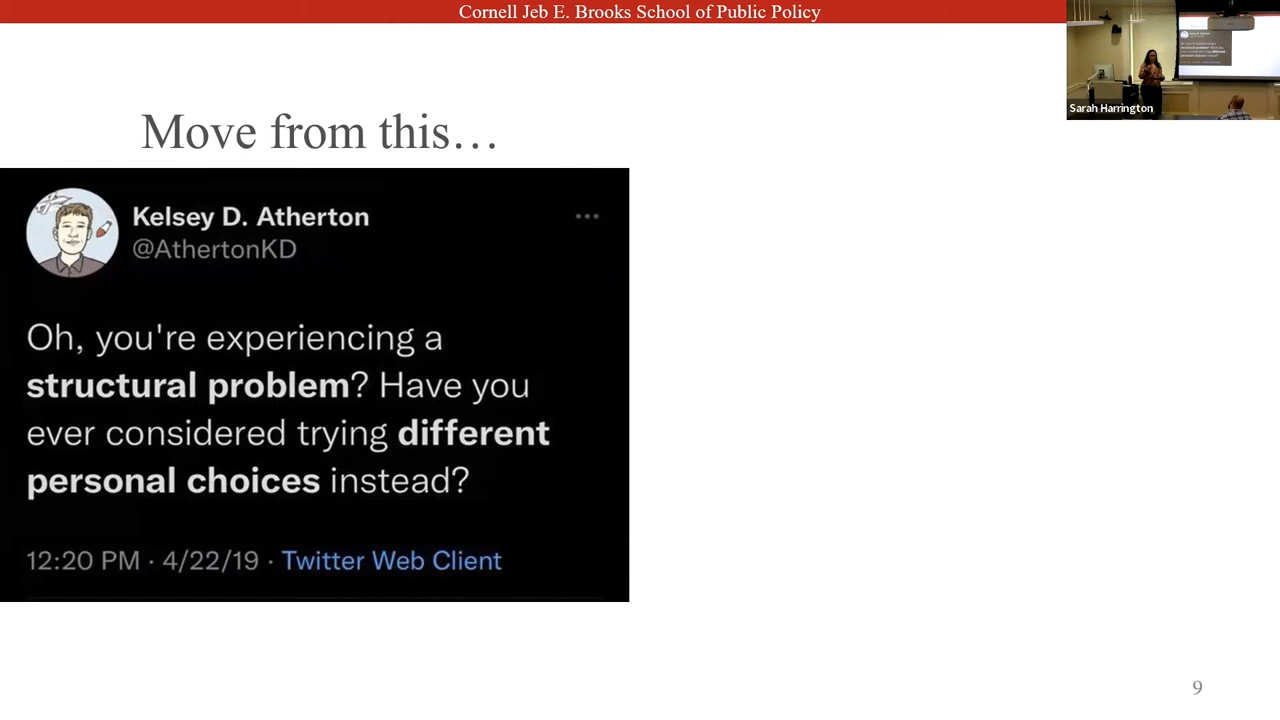 Cornell Jeb E. Brooks School of Public Policy
Sarah Harrington
Move from this…
Kelsey D. Atherton
@AthertonKD
Oh, you're experiencing a
structural problem? Have you
ever considered trying different
personal choices instead?
12:20 PM · 4/22/19 · Twitter Web Client
9